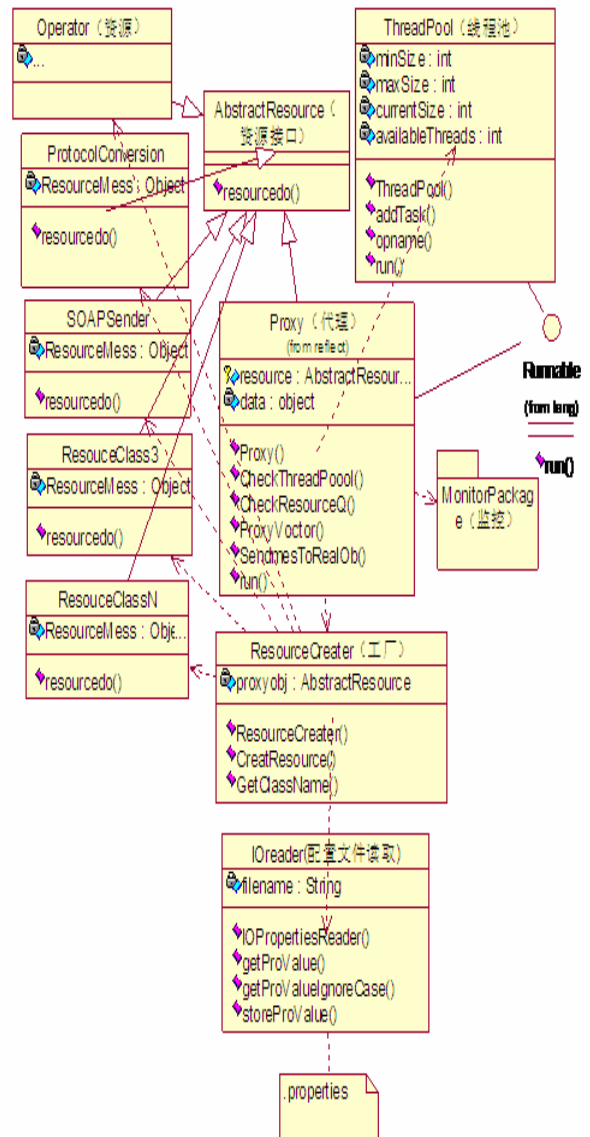 Operator（资源）
...
ThreadPool（线程池）
minSize : int
maxSize : int
currentSize : int
availableThreads : int
ThreadPool()
addTask()
opname()
run()
AbstractResource（
资源接口）
resourcedo()
ProtocolConversion
ResourceMess : Object
resourcedo()
SOAPSender
ResourceMess : Object
resourcedo()
Proxy（代理）
(from reflect)
resource : AbstractResour...
data : object
Proxy()
CheckThreadPoool()
CheckResourceQ()
ProxyVoctor()
SendmesToRealOb()
run()
Runnable
(from lang)
run()
ResouceClass3
ResourceMess : Object
resourcedo()
MonitorPackag
e（监控）
ResouceClassN
ResourceMess : Obje...
resourcedo()
ResourceCreater（工厂）
proxyobj : AbstractResource
ResourceCreater()
CreatResource()
GetClassName()
IOreader(配置文件读取)
filename : String
IOPropertiesReader()
getProValue()
getProValueIgnoreCase()
storeProValue()
.properties